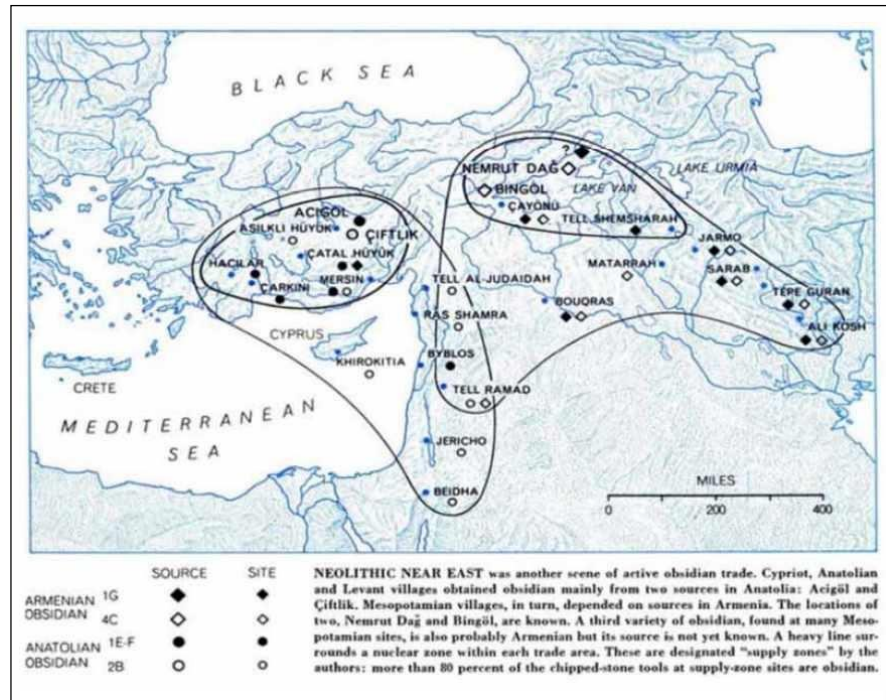 BLACK SEA
?
NEMRUT DAĞ
LAKE URMIA
BINGÖL
LAKE VAN
ÇAYÖNÜ
TELL SHEMSHARAH
ACIGÖL
AŞIKLI HÜYÜK
ÇIFTLIK
ÇATAL HÜYÜK
JARMO
HACILAR
MATARRAH
SARAB
MERSIN
TELL AL-JUDAIDAH
ÇARKINI
TEPE GURAN
BOUQRAS
RAS SHAMRA
ALI KOSH
CYPRUS
KHIROKITIA
BYBLOS
CRETE
TELL RAMAD
MEDITERRANEAN
SEA
JERICHO
MILES
BEIDHA
0 200 400
SOURCE SITE
ARMENIAN OBSIDIAN
1G
4C
ANATOLIAN OBSIDIAN
1E-F
2B
NEOLITHIC NEAR EAST was another scene of active obsidian trade. Cypriot, Anatolian
and Levant villages obtained obsidian mainly from two sources in Anatolia: Acigöl and
Çiftlik. Mesopotamian villages, in turn, depended on sources in Armenia. The locations of
two, Nemrut Dağ and Bingöl, are known. A third variety of obsidian, found at many Meso-
potamian sites, is also probably Armenian but its source is not yet known. A heavy line sur-
rounds a nuclear zone within each trade area. These are designated "supply zones" by the
authors: more than 80 percent of the chipped-stone tools at supply-zone sites are obsidian.